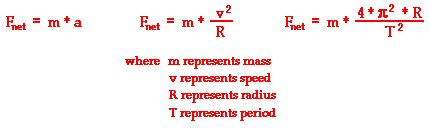 Fnet = m * a    Fnet = m * v² / R    Fnet = m * 4 * π² * R / T²
where m represents mass
v represents speed
R represents radius
T represents period